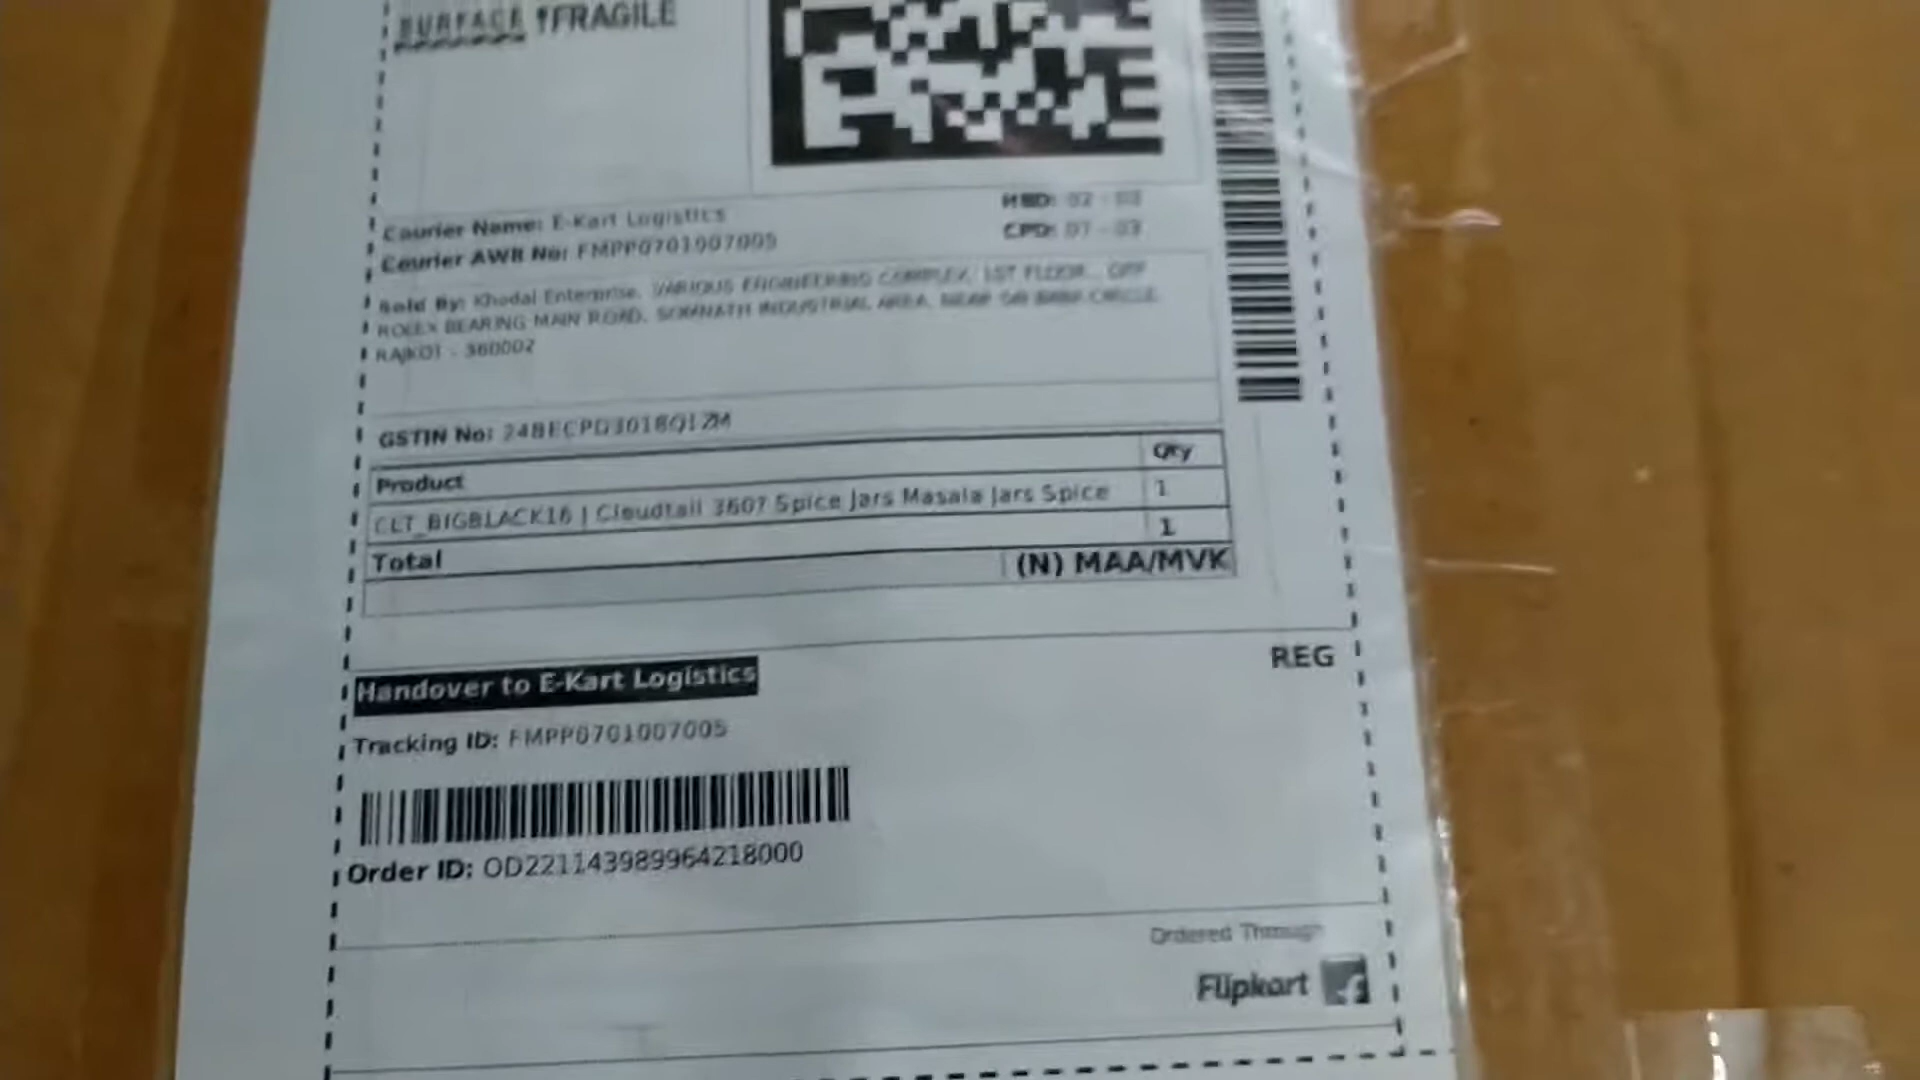 SURFACE FRAGILE
Courier Name: E-Kart Logistics
HBD: 02 - 03
Courier AWB No: FMPP0701007005
CPD: 07 - 03
Sold By: Khodal Enterprise, VARIOUS ENGINEERING COMPLEX, 1ST FLOOR, OFF
ROLEX BEARING MAIN ROAD, SOMNATH INDUSTRIAL AREA, NEAR CIRCLE
RAJKOT - 360002
GSTIN No:
Product Qty
CLT_BIGBLACK16 | Cloudtail 360? Spice Jars Masala Jars Spice 1
Total 1
(N) MAA/MVK
Handover to E-Kart Logistics
REG
Tracking ID: FMPP0701007005
Order ID: OD221143989964218000
Ordered Through
Flipkart